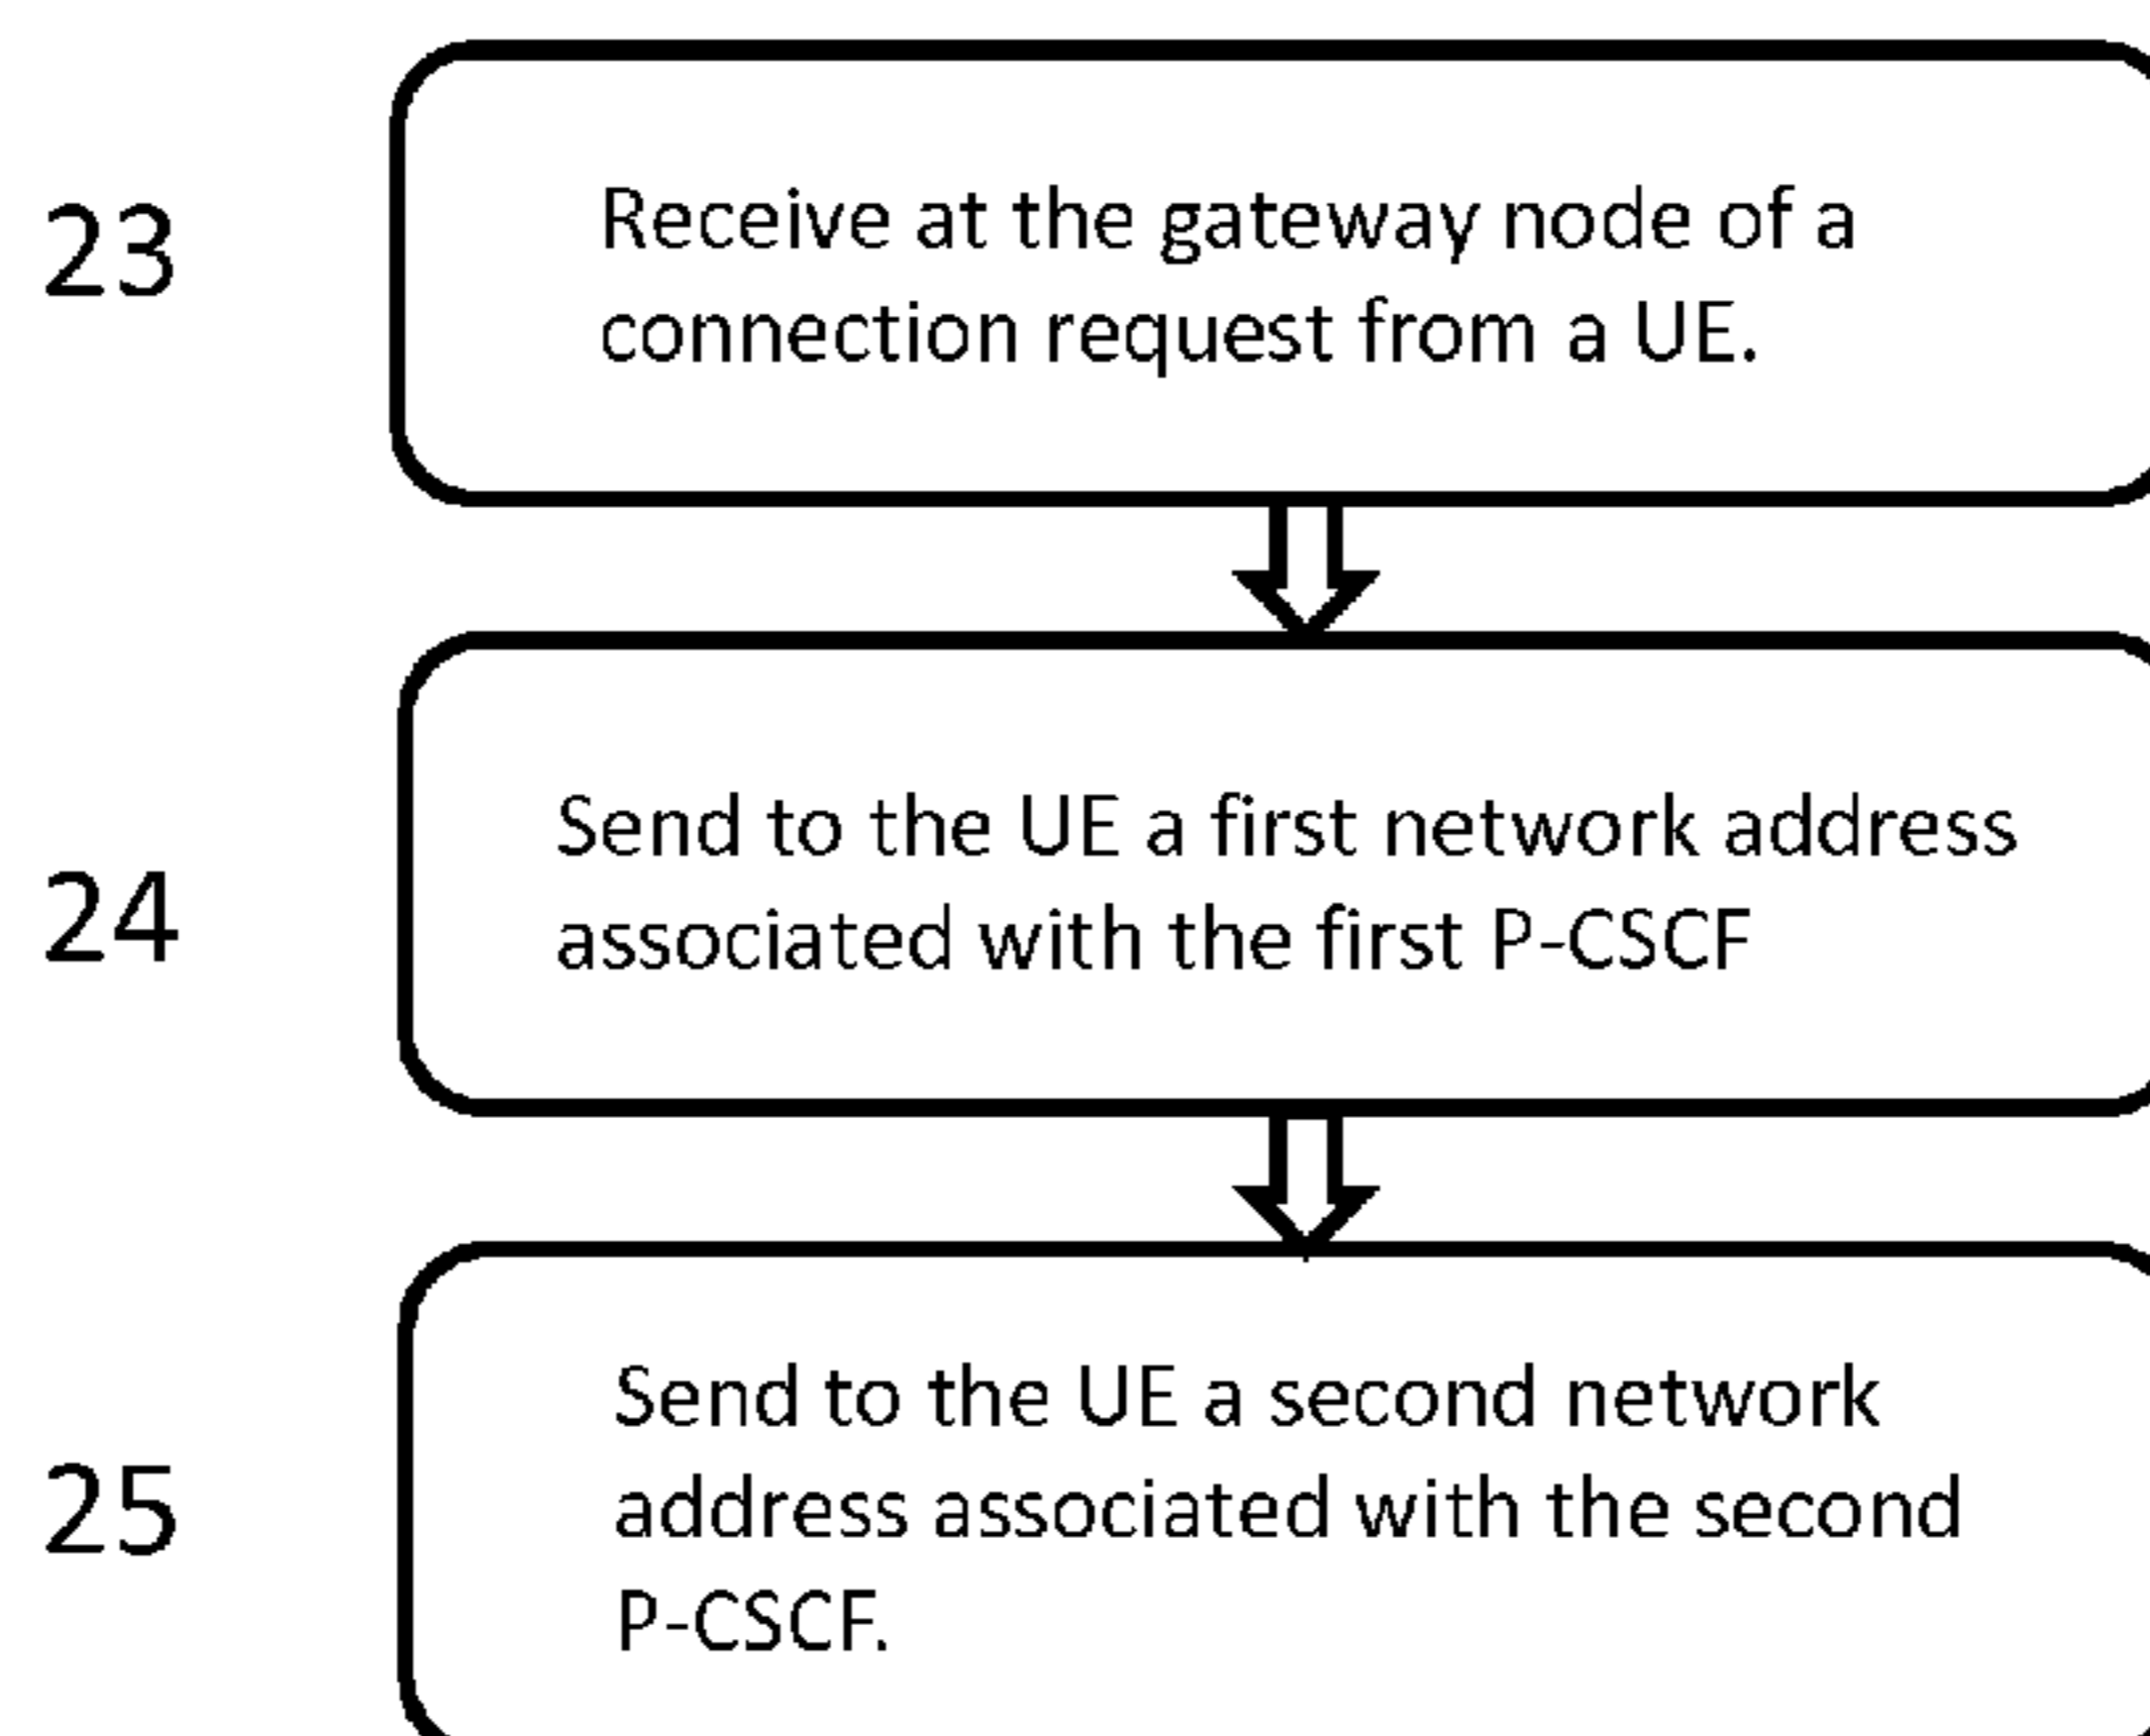 23
Receive at the gateway node of a
connection request from a UE.
24
Send to the UE a first network address
associated with the first P-CSCF
25
Send to the UE a second network
address associated with the second
P-CSCF.